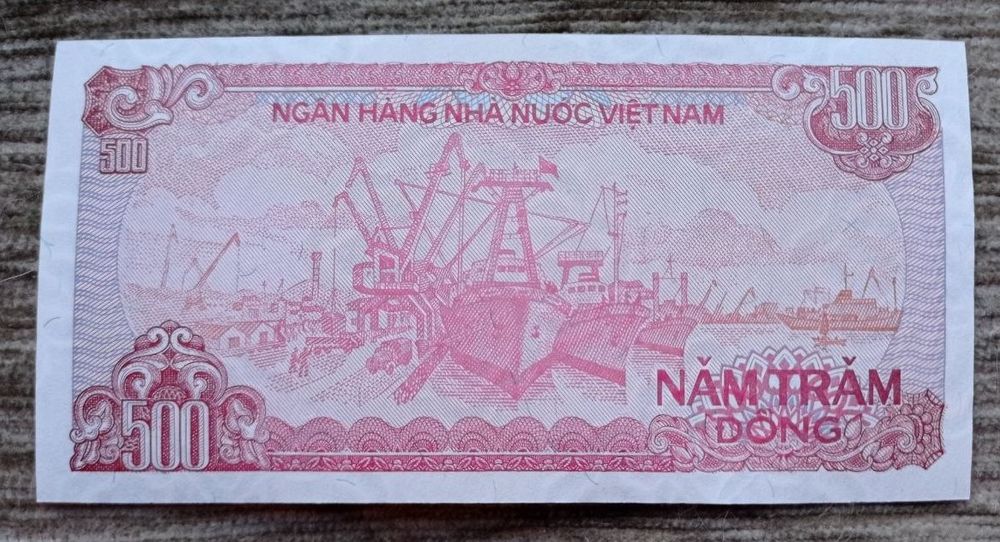 500
NGÂN HÀNG NHÀ NƯỚC VIỆT NAM
500
500
NĂM TRĂM
ĐỒNG